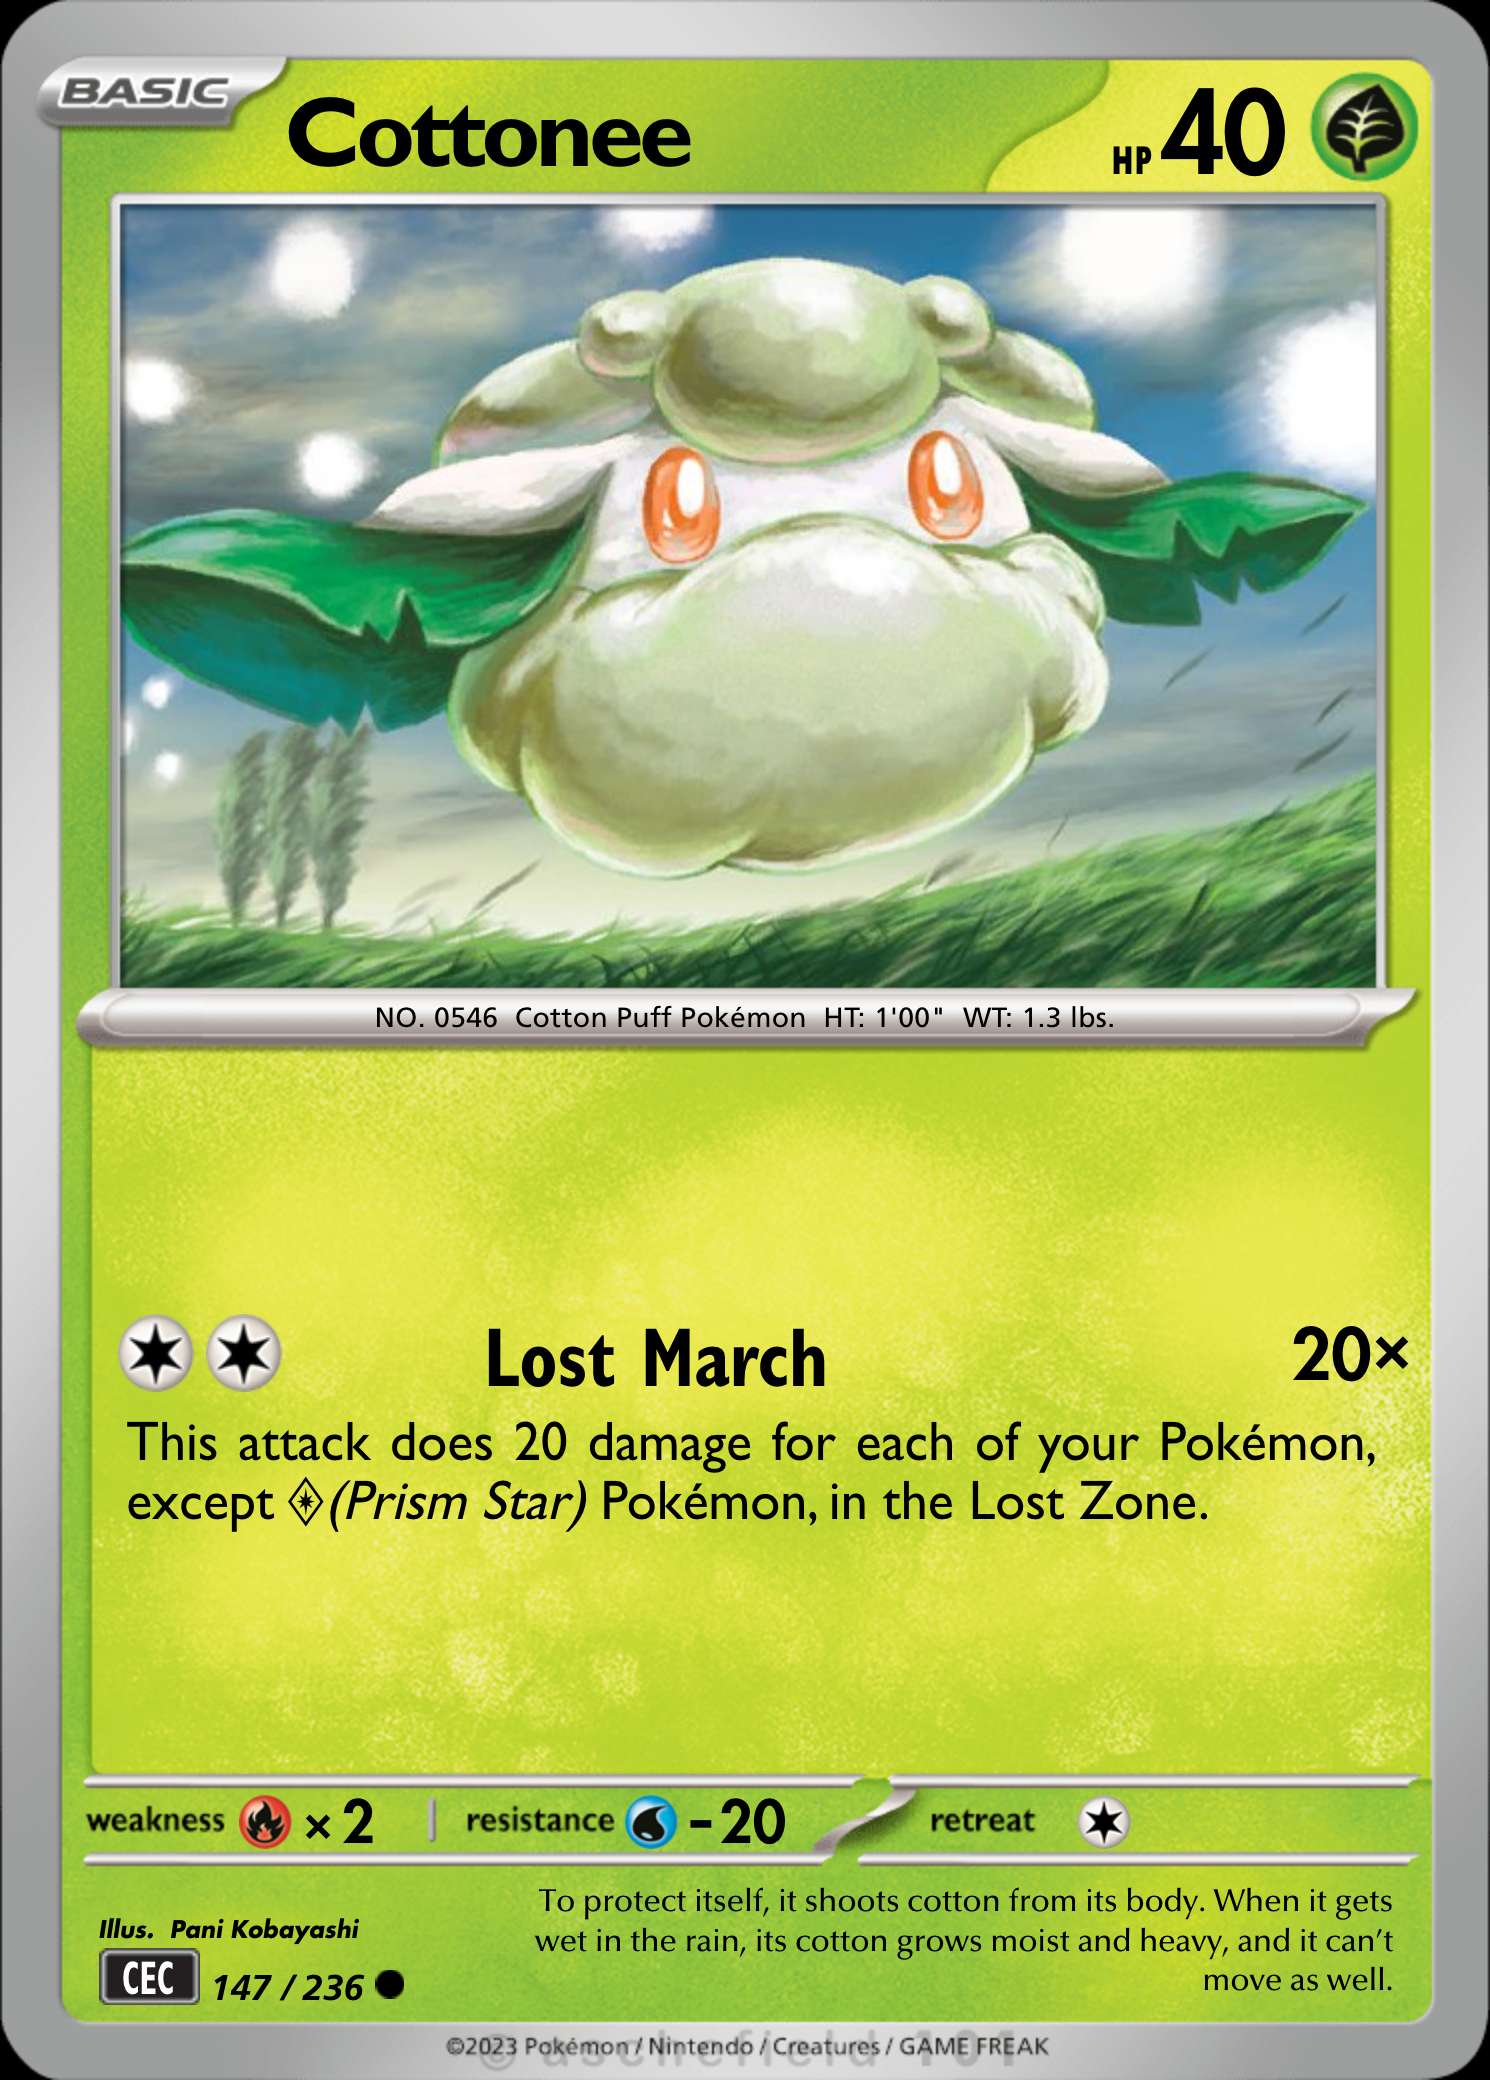 BASIC
Cottonee
HP 40
NO. 0546 Cotton Puff Pokémon HT: 1'00" WT: 1.3 lbs.
Lost March 20×
This attack does 20 damage for each of your Pokémon,
except (Prism Star) Pokémon, in the Lost Zone.
weakness ×2 resistance -20 retreat
To protect itself, it shoots cotton from its body. When it gets
wet in the rain, its cotton grows moist and heavy, and it can't
move as well.
Illus. Pani Kobayashi
CEC 147 / 236
©2023 Pokémon / Nintendo / Creatures / GAME FREAK